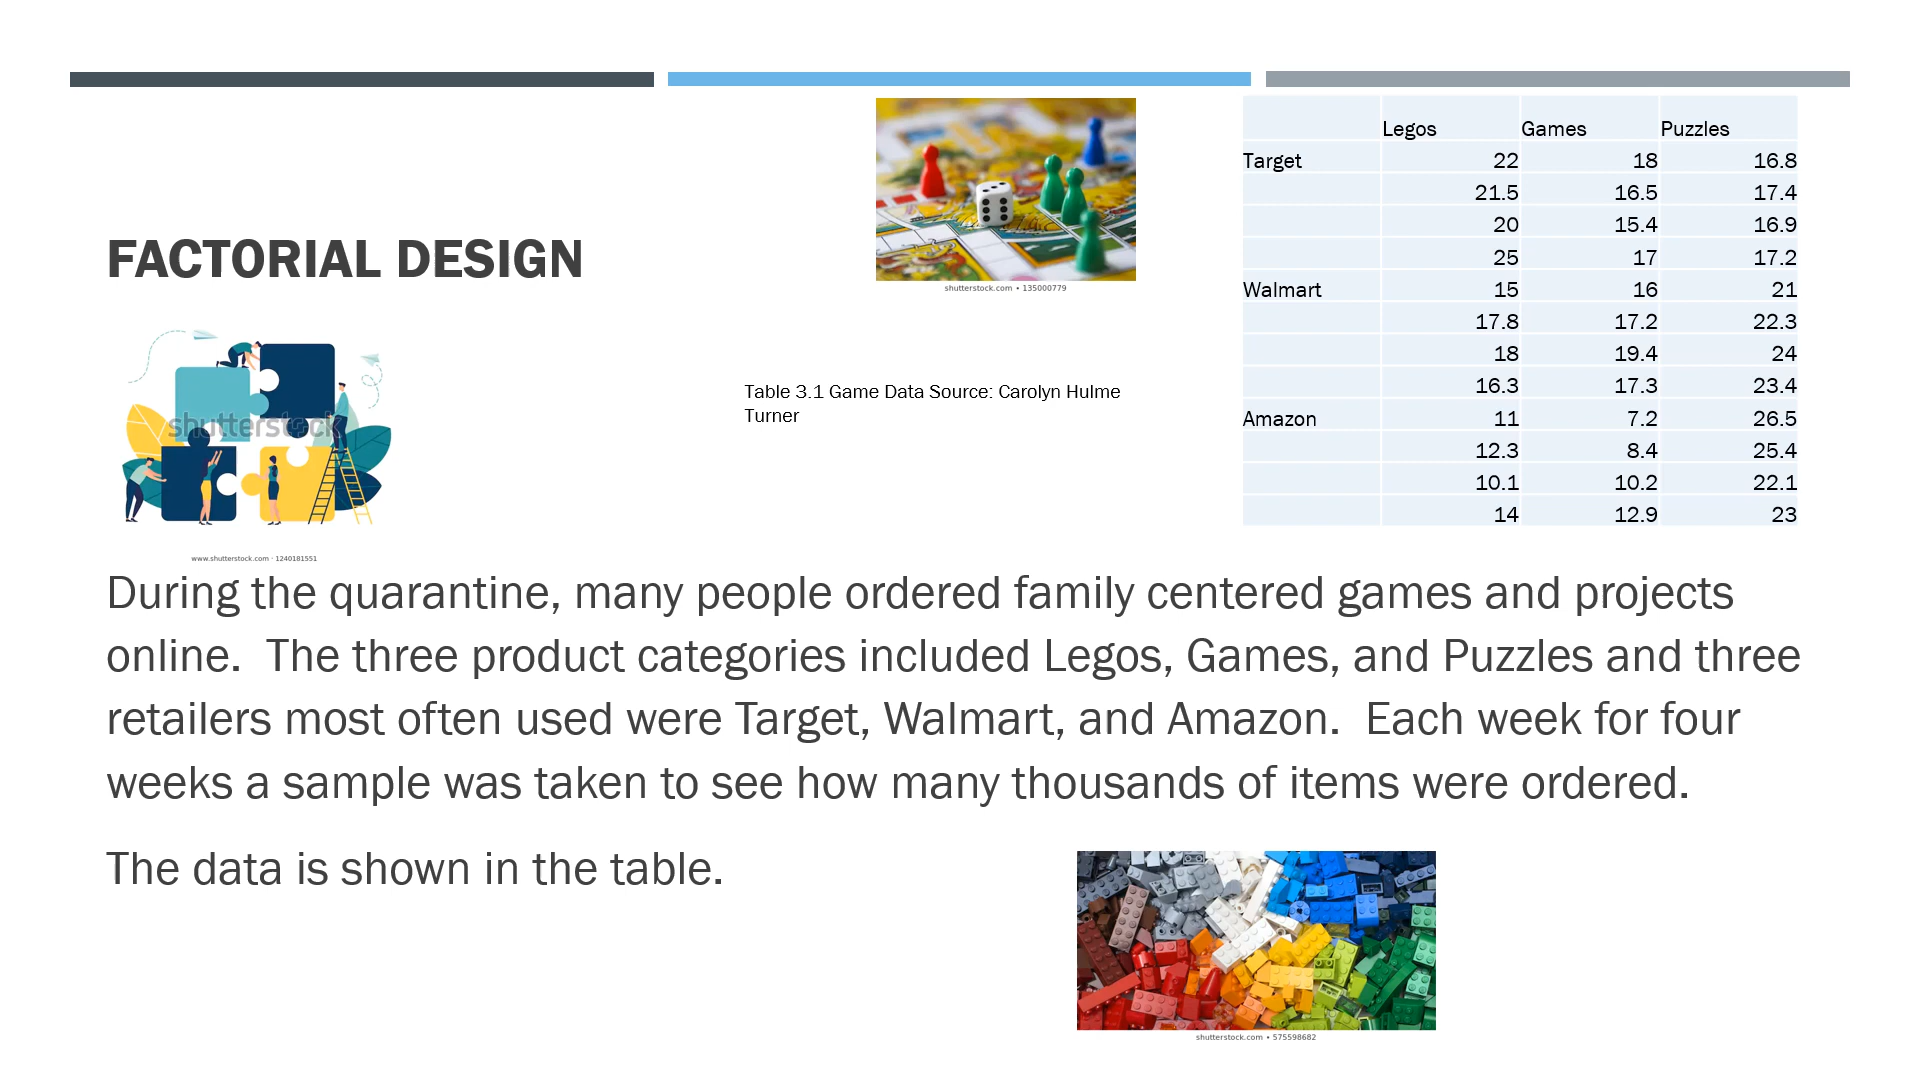 FACTORIAL DESIGN
shutterstock.com • 135000779
Table 3.1 Game Data Source: Carolyn Hulme
Turner
Legos Games Puzzles
Target 22 18 16.8
21.5 16.5 17.4
20 15.4 16.9
25 17 17.2
Walmart 15 16 21
17.8 17.2 22.3
18 19.4 24
16.3 17.3 23.4
Amazon 11 7.2 26.5
12.3 8.4 25.4
10.1 10.2 22.1
14 12.9 23
shutterstock
www.shutterstock.com · 1240181551
During the quarantine, many people ordered family centered games and projects
online.  The three product categories included Legos, Games, and Puzzles and three
retailers most often used were Target, Walmart, and Amazon.  Each week for four
weeks a sample was taken to see how many thousands of items were ordered.
The data is shown in the table.
shutterstock.com • 575598682